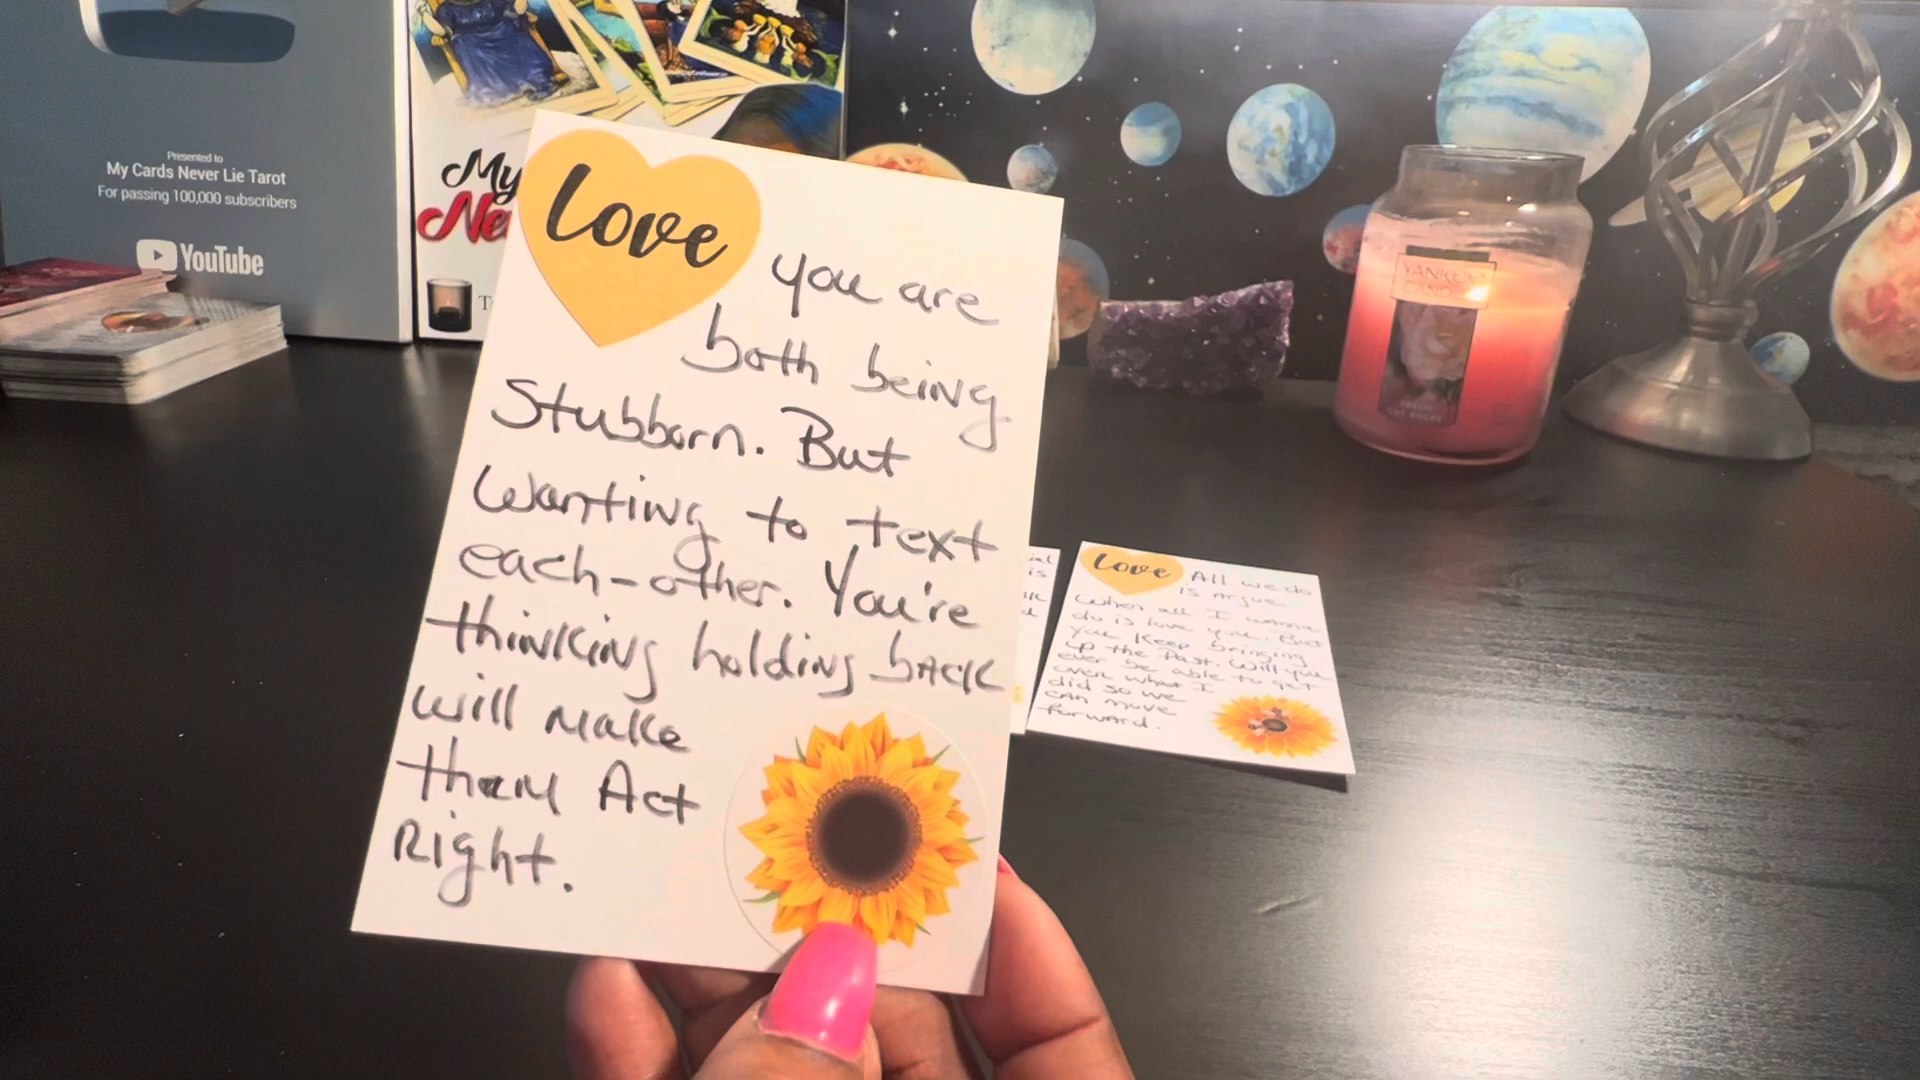 Presented to
My Cards Never Lie Tarot
For passing 100,000 subscribers
YouTube
My
Love
you are
both being
Stubborn. But
Wanting to text
each-other. You're
thinking holding back
will make
them Act
Right.
YANKEE
CANDLE
Love
All we do
is Argue
When all I wanna
do is love you. But
you keep bringing
up the Past. Will you
ever be able to get
over what I
did so we
CAN move
forward.